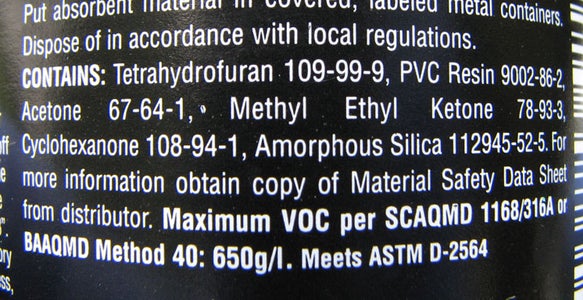 Put absorbent material in covered, labeled metal containers.
Dispose of in accordance with local regulations.
CONTAINS: Tetrahydrofuran 109-99-9, PVC Resin 9002-86-2,
Acetone 67-64-1, Methyl Ethyl Ketone 78-93-3,
Cyclohexanone 108-94-1, Amorphous Silica 112945-52-5. For
more information obtain copy of Material Safety Data Sheet
from distributor. Maximum VOC per SCAQMD 1168/316A or
BAAQMD Method 40: 650g/l. Meets ASTM D-2564